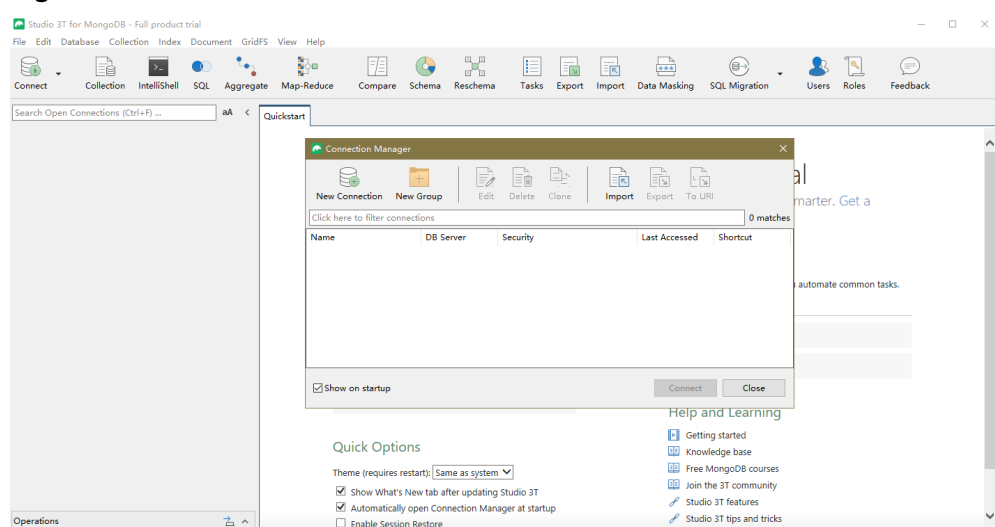 Studio 3T for MongoDB - Full product trial
File Edit Database Collection Index Document GridFS View Help
Connect Collection IntelliShell SQL Aggregate Map-Reduce Compare Schema Reschema Tasks Export Import Data Masking SQL Migration Users Roles Feedback
Search Open Connections (Ctrl+F) ... aA
Quickstart
Connection Manager
New Connection New Group Edit Delete Clone Import Export To URI
marter. Get a
Click here to filter connections 0 matches
Name DB Server Security Last Accessed Shortcut
automate common tasks.
Show on startup Connect Close
Help and Learning
Getting started
Quick Options
Knowledge base
Theme (requires restart): Same as system
Free MongoDB courses
Show What's New tab after updating Studio 3T
Join the 3T community
Automatically open Connection Manager at startup
Studio 3T features
Enable Session Restore
Studio 3T tips and tricks
Operations